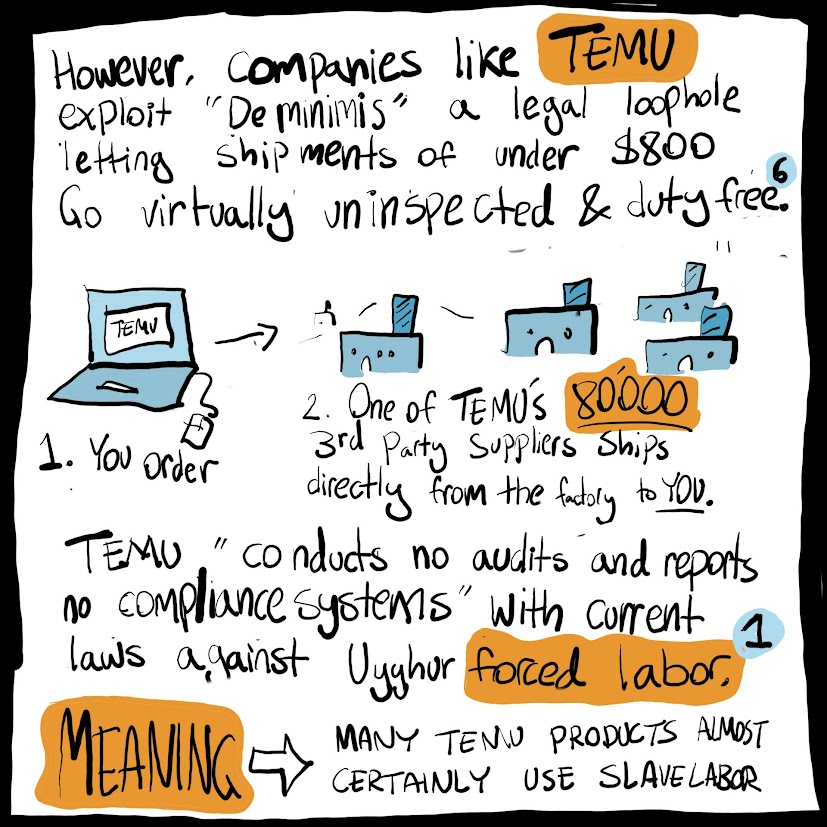 However, Companies like TEMU
exploit "De minimis" a legal loophole
letting shipments of under $800
Go virtually uninspected & duty free.6
TEMU
1. You order
2. One of TEMU's 80'000
3rd Party Suppliers Ships
directly from the factory to YOU.
TEMU "conducts no audits and reports
no compliance systems" with current
laws against Uyghur forced labor.1
MEANING
MANY TEMU PRODUCTS ALMOST
CERTAINLY USE SLAVE LABOR